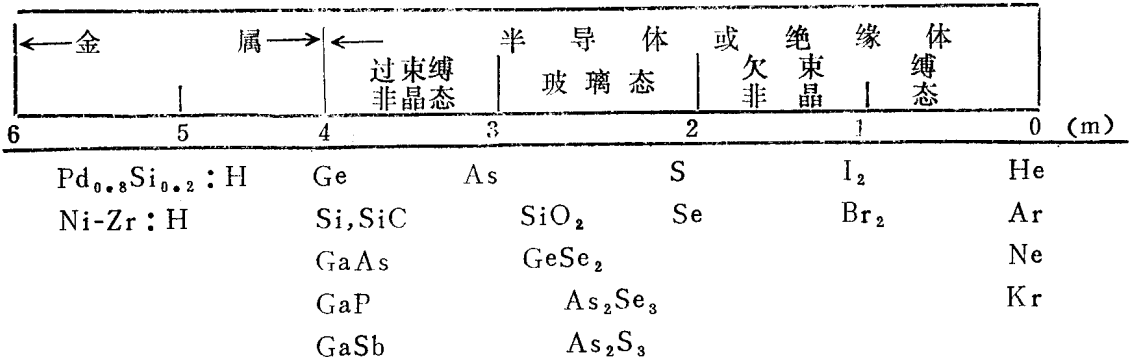 ←金 属→ ← 半 导 体 或 绝 缘 体
过束缚 玻 璃 态 欠 束 缚
非晶态 非 晶 态
6 5 4 3 2 1 0 (m)
Pd₀.₈Si₀.₂:H Ge As S I₂ He
Ni-Zr:H Si,SiC SiO₂ Se Br₂ Ar
GaAs GeSe₂ Ne
GaP As₂Se₃ Kr
GaSb As₂S₃